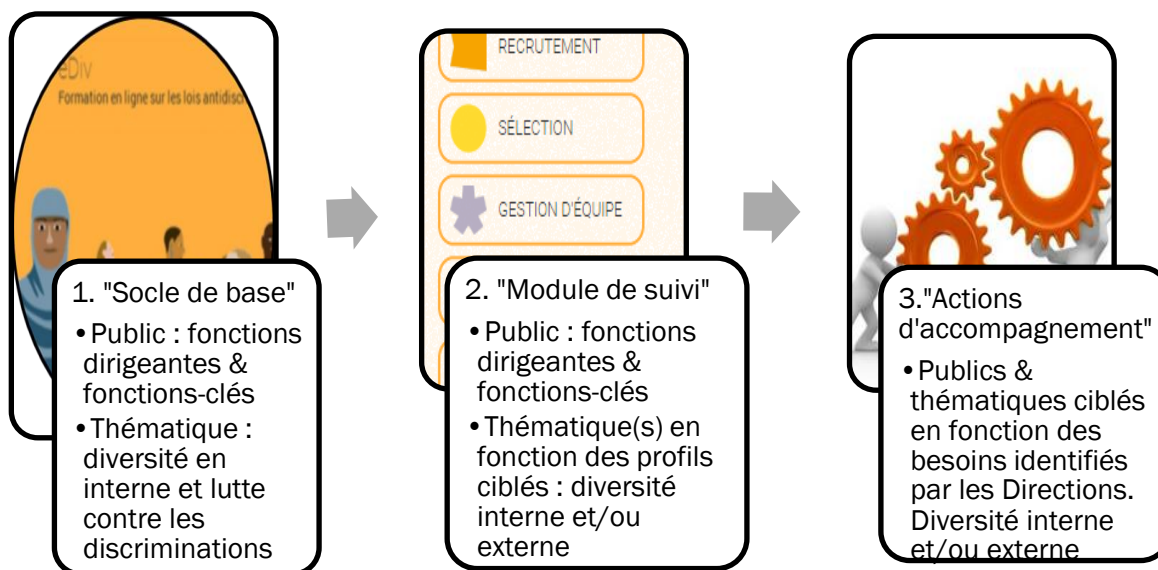 eDiv
Formation en ligne sur les lois antidisc
1. "Socle de base"
•Public : fonctions
dirigeantes &
fonctions-clés
•Thématique :
diversité en
interne et lutte
contre les
discriminations
RECRUTEMENT
SÉLECTION
GESTION D'ÉQUIPE
2. "Module de suivi"
•Public : fonctions
dirigeantes &
fonctions-clés
•Thématique(s) en
fonction des profils
ciblés : diversité
interne et/ou
externe
3."Actions
d'accompagnement"
•Publics &
thématiques ciblés
en fonction des
besoins identifiés
par les Directions.
Diversité interne
et/ou externe